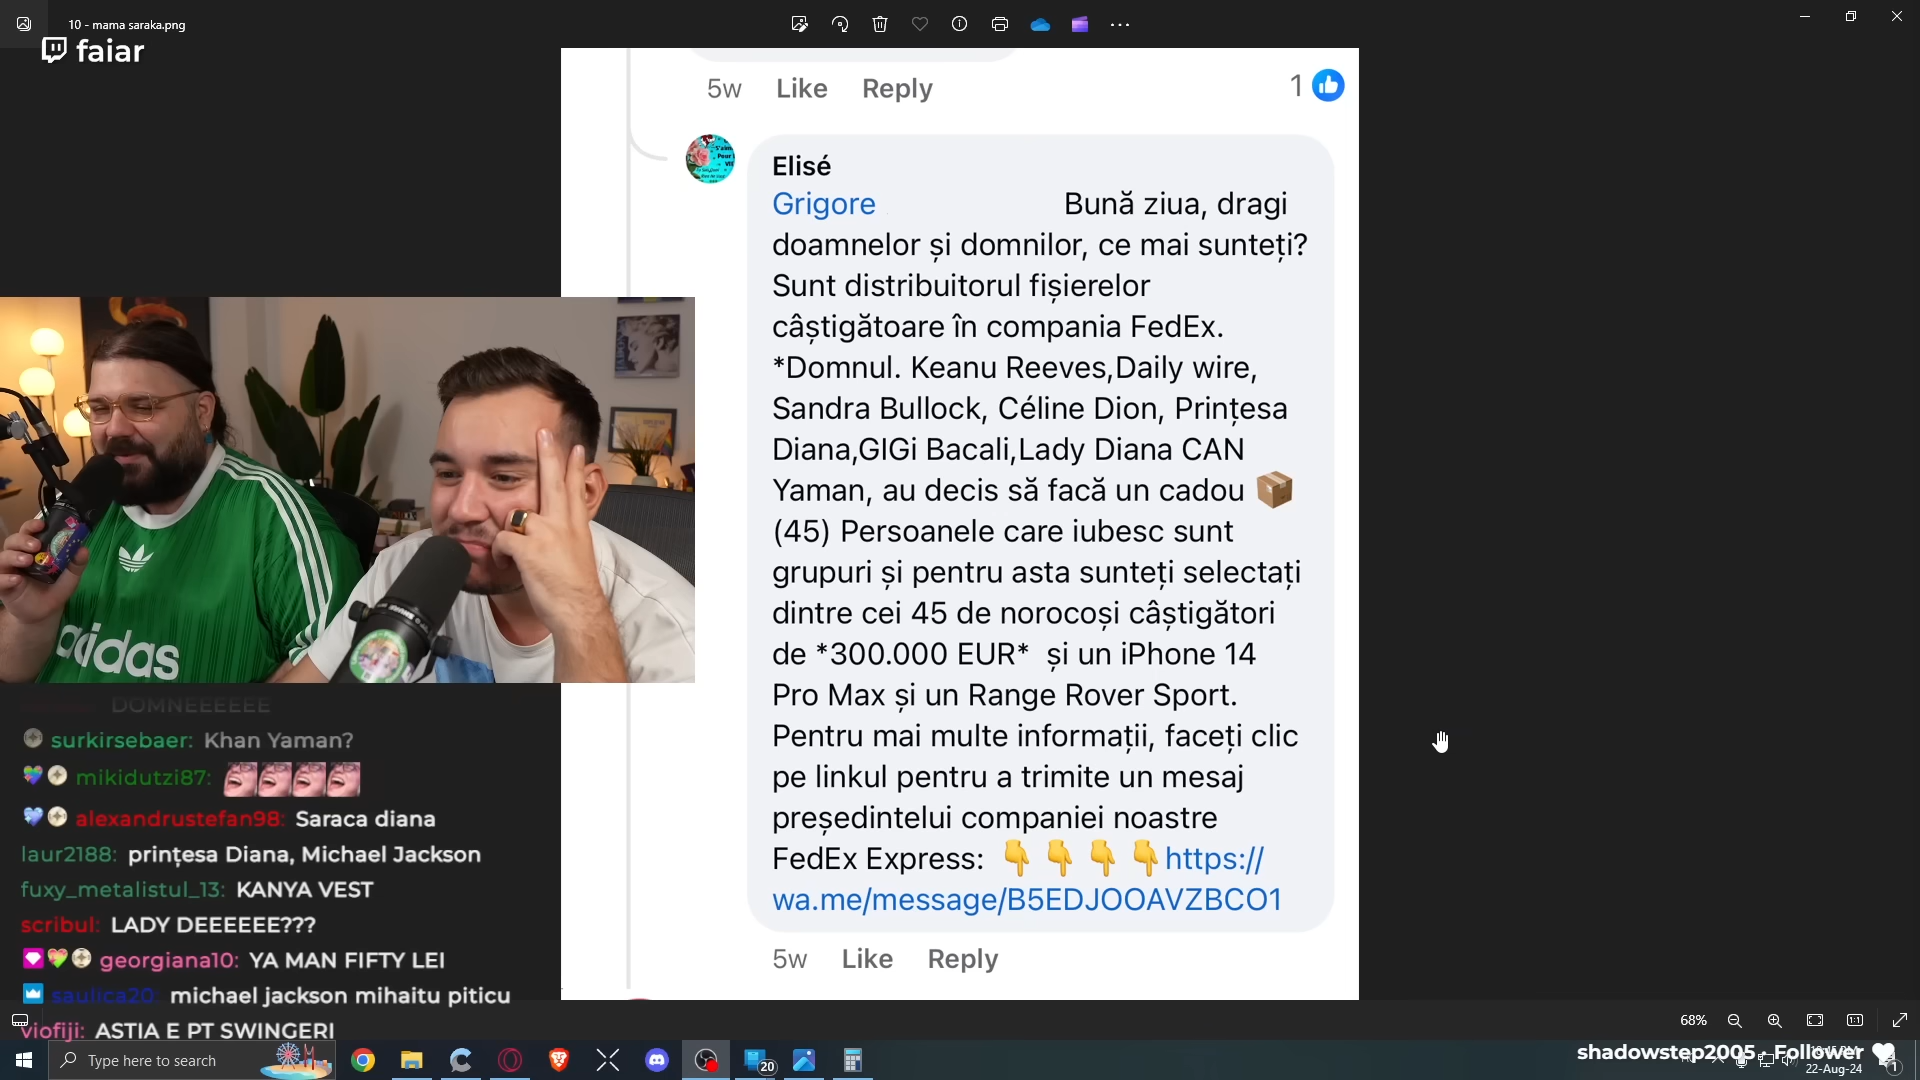 10 - mama saraka.png
faiar
5w Like Reply 1
Elisé
Grigore Bună ziua, dragi
doamnelor și domnilor, ce mai sunteți?
Sunt distribuitorul fișierelor
câștigătoare în compania FedEx.
*Domnul. Keanu Reeves,Daily wire,
Sandra Bullock, Céline Dion, Prințesa
Diana,GIGi Bacali,Lady Diana CAN
Yaman, au decis să facă un cadou 📦
(45) Persoanele care iubesc sunt
grupuri și pentru asta sunteți selectați
dintre cei 45 de norocoși câștigători
de *300.000 EUR* și un iPhone 14
Pro Max și un Range Rover Sport.
Pentru mai multe informații, faceți clic
pe linkul pentru a trimite un mesaj
președintelui companiei noastre
FedEx Express: 👇 👇 👇 👇https://
wa.me/message/B5EDJOOAVZBCO1
5w Like Reply
adidas
DOMNEEEEEE
surkirsebaer: Khan Yaman?
mikidutzi87:
alexandrustefan98: Saraca diana
laur2188: prințesa Diana, Michael Jackson
fuxy_metalistul_13: KANYA VEST
scribul: LADY DEEEEEE???
georgiana10: YA MAN FIFTY LEI
saulica20: michael jackson mihaitu piticu
viofiji: ASTIA E PT SWINGERI
68%
Type here to search
20
shadowstep2005 - Follower
22-Aug-24
1